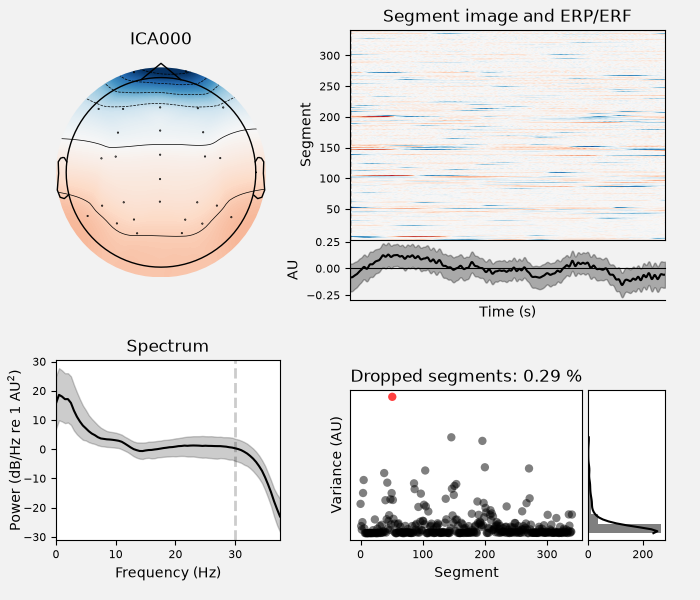 ICA000
Segment image and ERP/ERF
Segment
300
250
200
150
100
50
AU
0.25
0.00
−0.25
Time (s)
Spectrum
Power (dB/Hz re 1 AU²)
30
20
10
0
−10
−20
−30
0 10 20 30
Frequency (Hz)
Dropped segments: 0.29 %
Variance (AU)
0 100 200 300
Segment
0 200